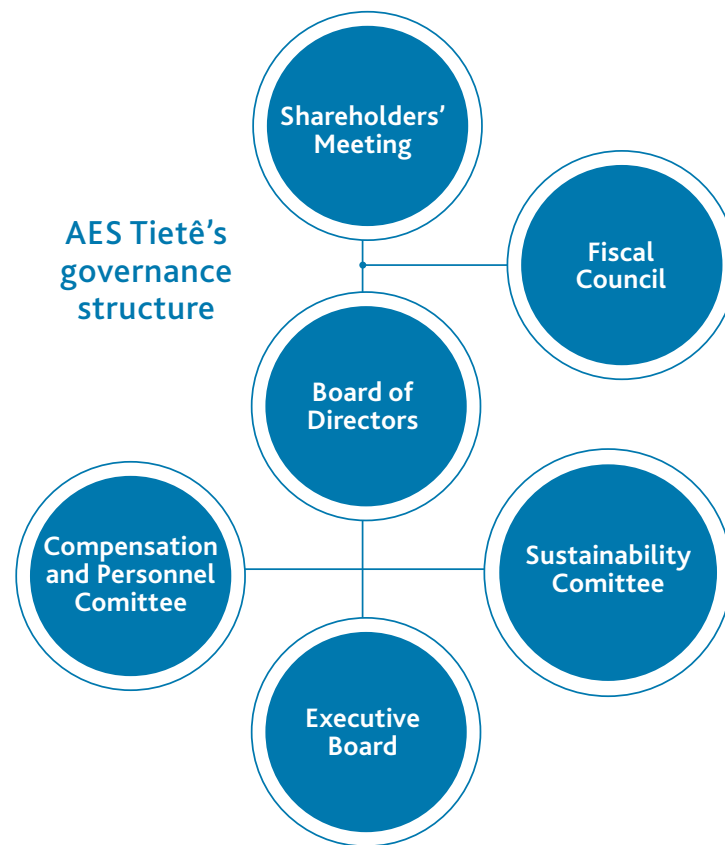 Shareholders'
Meeting
AES Tietê's
governance
structure
Fiscal
Council
Board of
Directors
Compensation
and Personnel
Comittee
Sustainability
Comittee
Executive
Board